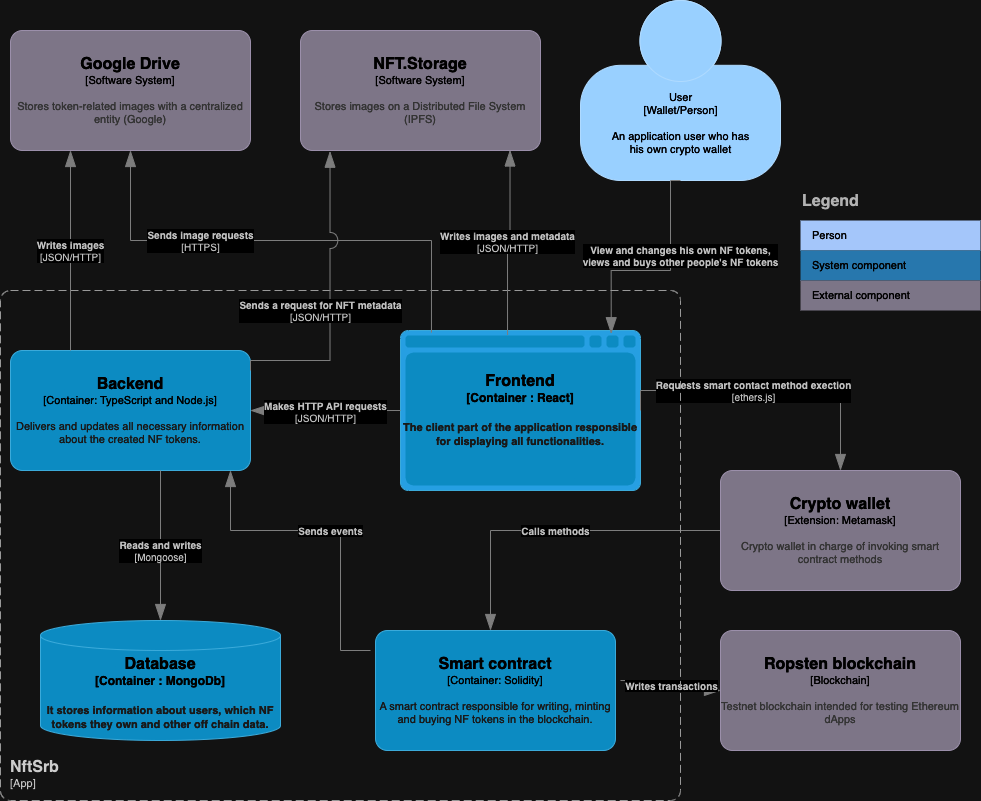 Google Drive
[Software System]
Stores token-related images with a centralized
entity (Google)
NFT.Storage
[Software System]
Stores images on a Distributed File System
(IPFS)
User
[Wallet/Person]
An application user who has
his own crypto wallet
Legend
Person
System component
External component
Writes images
[JSON/HTTP]
Sends image requests
[HTTPS]
Writes images and metadata
[JSON/HTTP]
View and changes his own NF tokens,
views and buys other people's NF tokens
Sends a request for NFT metadata
[JSON/HTTP]
Backend
[Container: TypeScript and Node.js]
Delivers and updates all necessary information
about the created NF tokens.
Makes HTTP API requests
[JSON/HTTP]
Frontend
[Container : React]
The client part of the application responsible
for displaying all functionalities.
Requests smart contact method exection
[ethers.js]
Crypto wallet
[Extension: Metamask]
Crypto wallet in charge of invoking smart
contract methods
Reads and writes
[Mongoose]
Sends events
Calls methods
Database
[Container : MongoDb]
It stores information about users, which NF
tokens they own and other off chain data.
Smart contract
[Container: Solidity]
A smart contract responsible for writing, minting
and buying NF tokens in the blockchain.
Writes transactions
Ropsten blockchain
[Blockchain]
Testnet blockchain intended for testing Ethereum
dApps
NftSrb
[App]